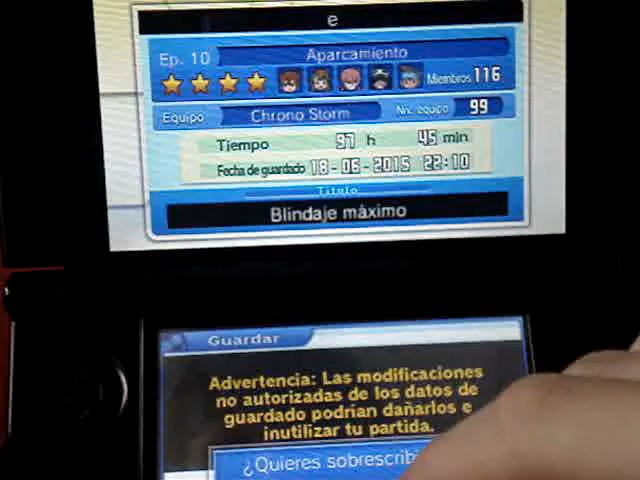 e
Ep. 10 Aparcamiento
Miembros 116
Equipo Chrono Storm Niv. equipo 99
Tiempo 97 h 45 min
Fecha de guardado 18-06-2015 22:10
Título
Blindaje máximo
Guardar
Advertencia: Las modificaciones
no autorizadas de los datos de
guardado podrían dañarlos e
inutilizar tu partida.
¿Quieres